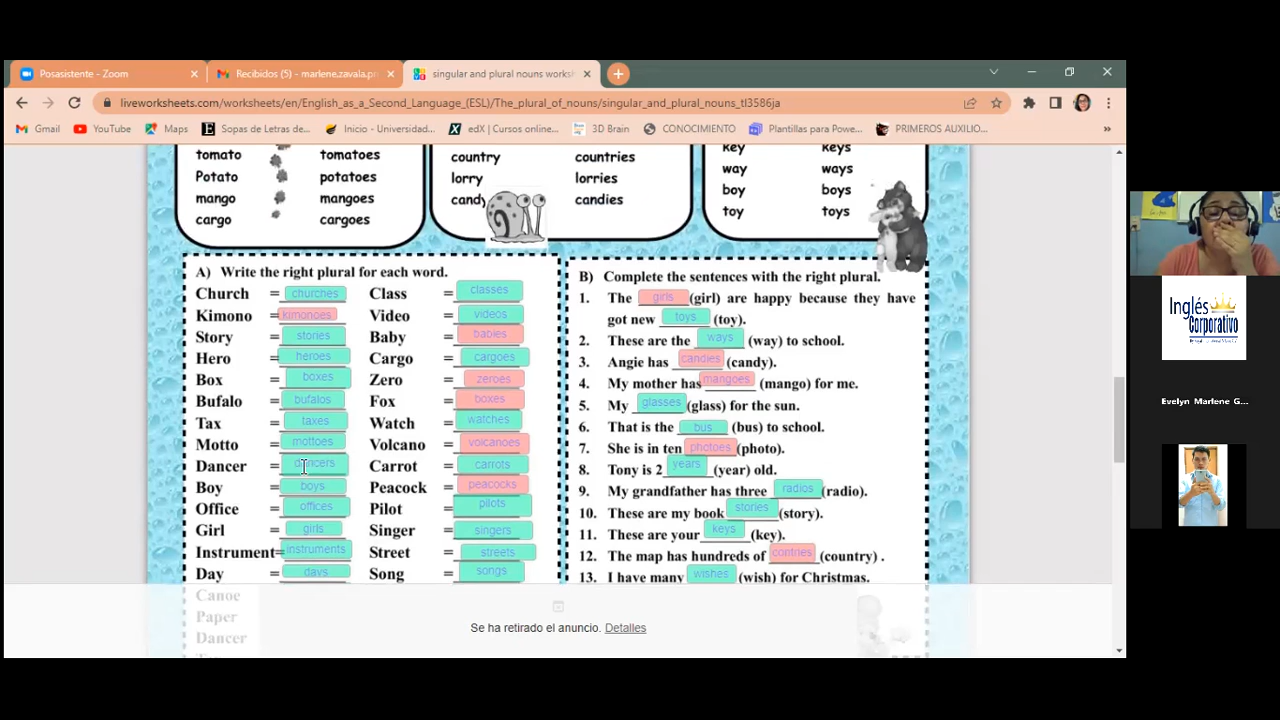 Posasistente - Zoom
Recibidos (5) - marlene.zavala.pr
singular and plural nouns works
liveworksheets.com/worksheets/en/English_as_a_Second_Language_(ESL)/The_plural_of_nouns/singular_and_plural_nouns_tl3586ja
Gmail YouTube Maps Sopas de Letras de... Inicio - Universidad... edX | Cursos online... 3D Brain CONOCIMIENTO Plantillas para Powe... PRIMEROS AUXILIO... »
tomato tomatoes
Potato potatoes
mango mangoes
cargo cargoes
country countries
lorry lorries
candy candies
key keys
way ways
boy boys
toy toys
A) Write the right plural for each word.
Church = churches Class = classes
Kimono = kimonoes Video = videos
Story = stories Baby = babies
Hero = heroes Cargo = cargoes
Box = boxes Zero = zeroes
Bufalo = bufalos Fox = boxes
Tax = taxes Watch = watches
Motto = mottoes Volcano = volcanoes
Dancer = dancers Carrot = carrots
Boy = boys Peacock = peacocks
Office = offices Pilot = pilots
Girl = girls Singer = singers
Instrument= instruments Street = streets
Day = days Song = songs
Canoe
Paper
Dancer
B) Complete the sentences with the right plural.
1. The girls (girl) are happy because they have
got new toys (toy).
2. These are the ways (way) to school.
3. Angie has candies (candy).
4. My mother has mangoes (mango) for me.
5. My glasses (glass) for the sun.
6. That is the bus (bus) to school.
7. She is in ten photoes (photo).
8. Tony is 2 years (year) old.
9. My grandfather has three radios (radio).
10. These are my book stories (story).
11. These are your keys (key).
12. The map has hundreds of contries (country) .
13. I have many wishes (wish) for Christmas.
Se ha retirado el anuncio. Detalles
Inglés
Corporativo
Evelyn Marlene G...